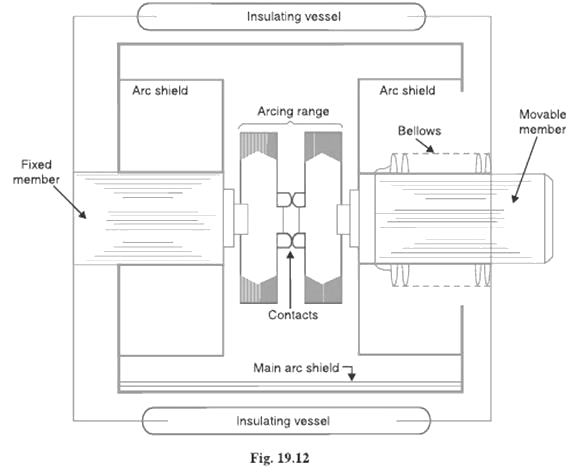 Insulating vessel
Arc shield
Arc shield
Arcing range
Movable
member
Bellows
Fixed
member
Contacts
Main arc shield
Insulating vessel
Fig. 19.12